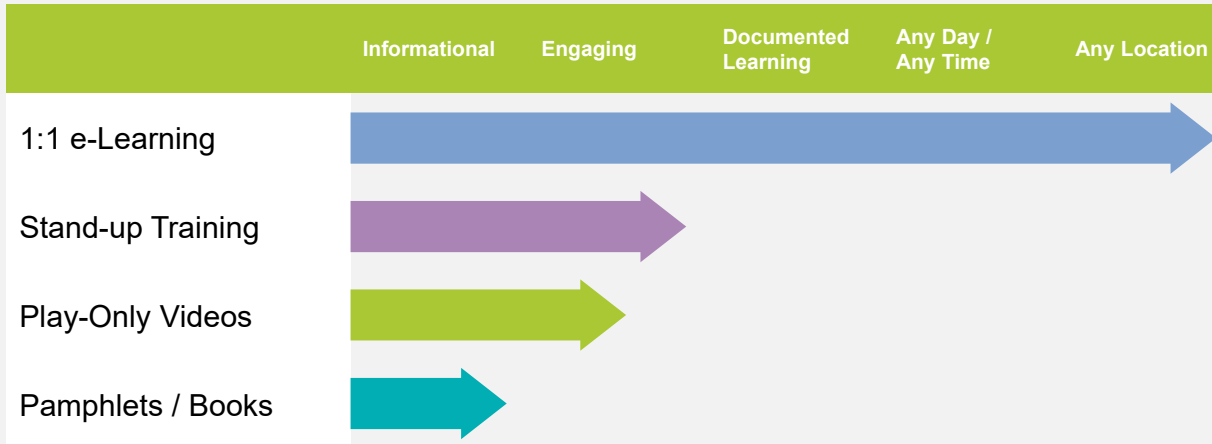 Informational
Engaging
Documented
Learning
Any Day /
Any Time
Any Location
1:1 e-Learning
Stand-up Training
Play-Only Videos
Pamphlets / Books